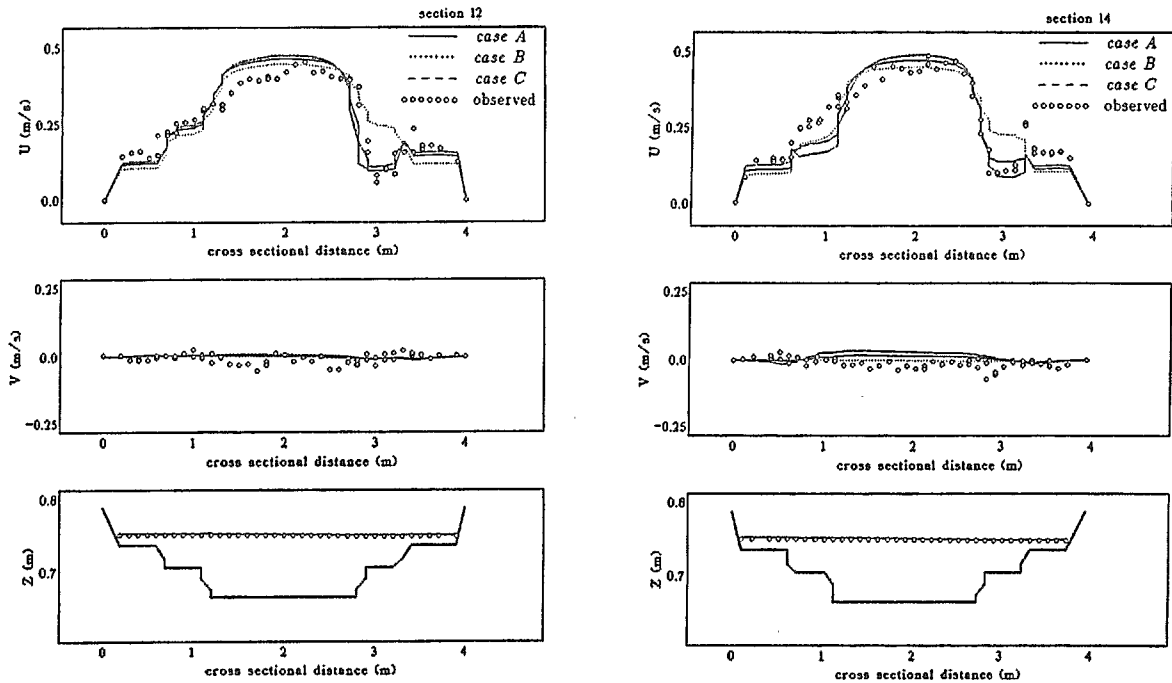 section 12
case A
case B
case C
observed
0.5
0.25
0.0
U (m/s)
0 1 2 3 4
cross sectional distance (m)
0.25
0.0
−0.25
V (m/s)
0 1 2 3 4
cross sectional distance (m)
0.8
0.7
Z (m)
0 1 2 3 4
cross sectional distance (m)
section 14
case A
case B
case C
observed
0.5
0.25
0.0
U (m/s)
0 1 2 3 4
cross sectional distance (m)
0.25
0.0
−0.25
V (m/s)
0 1 2 3 4
cross sectional distance (m)
0.8
0.7
Z (m)
0 1 2 3 4
cross sectional distance (m)